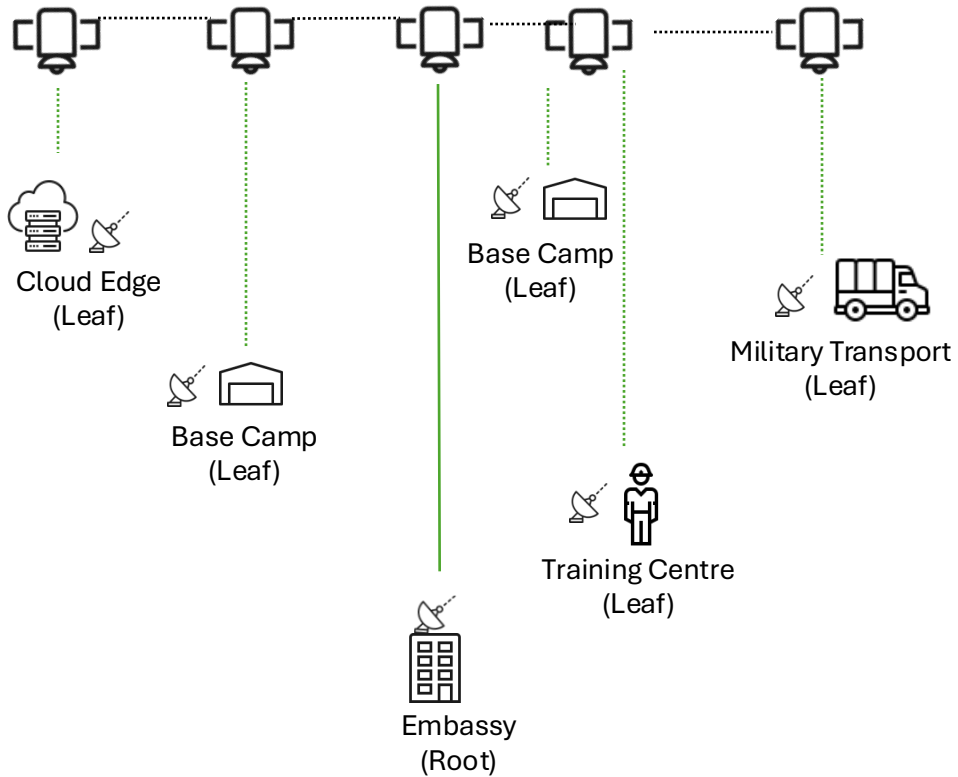 Cloud Edge
(Leaf)
Base Camp
(Leaf)
Embassy
(Root)
Base Camp
(Leaf)
Training Centre
(Leaf)
Military Transport
(Leaf)